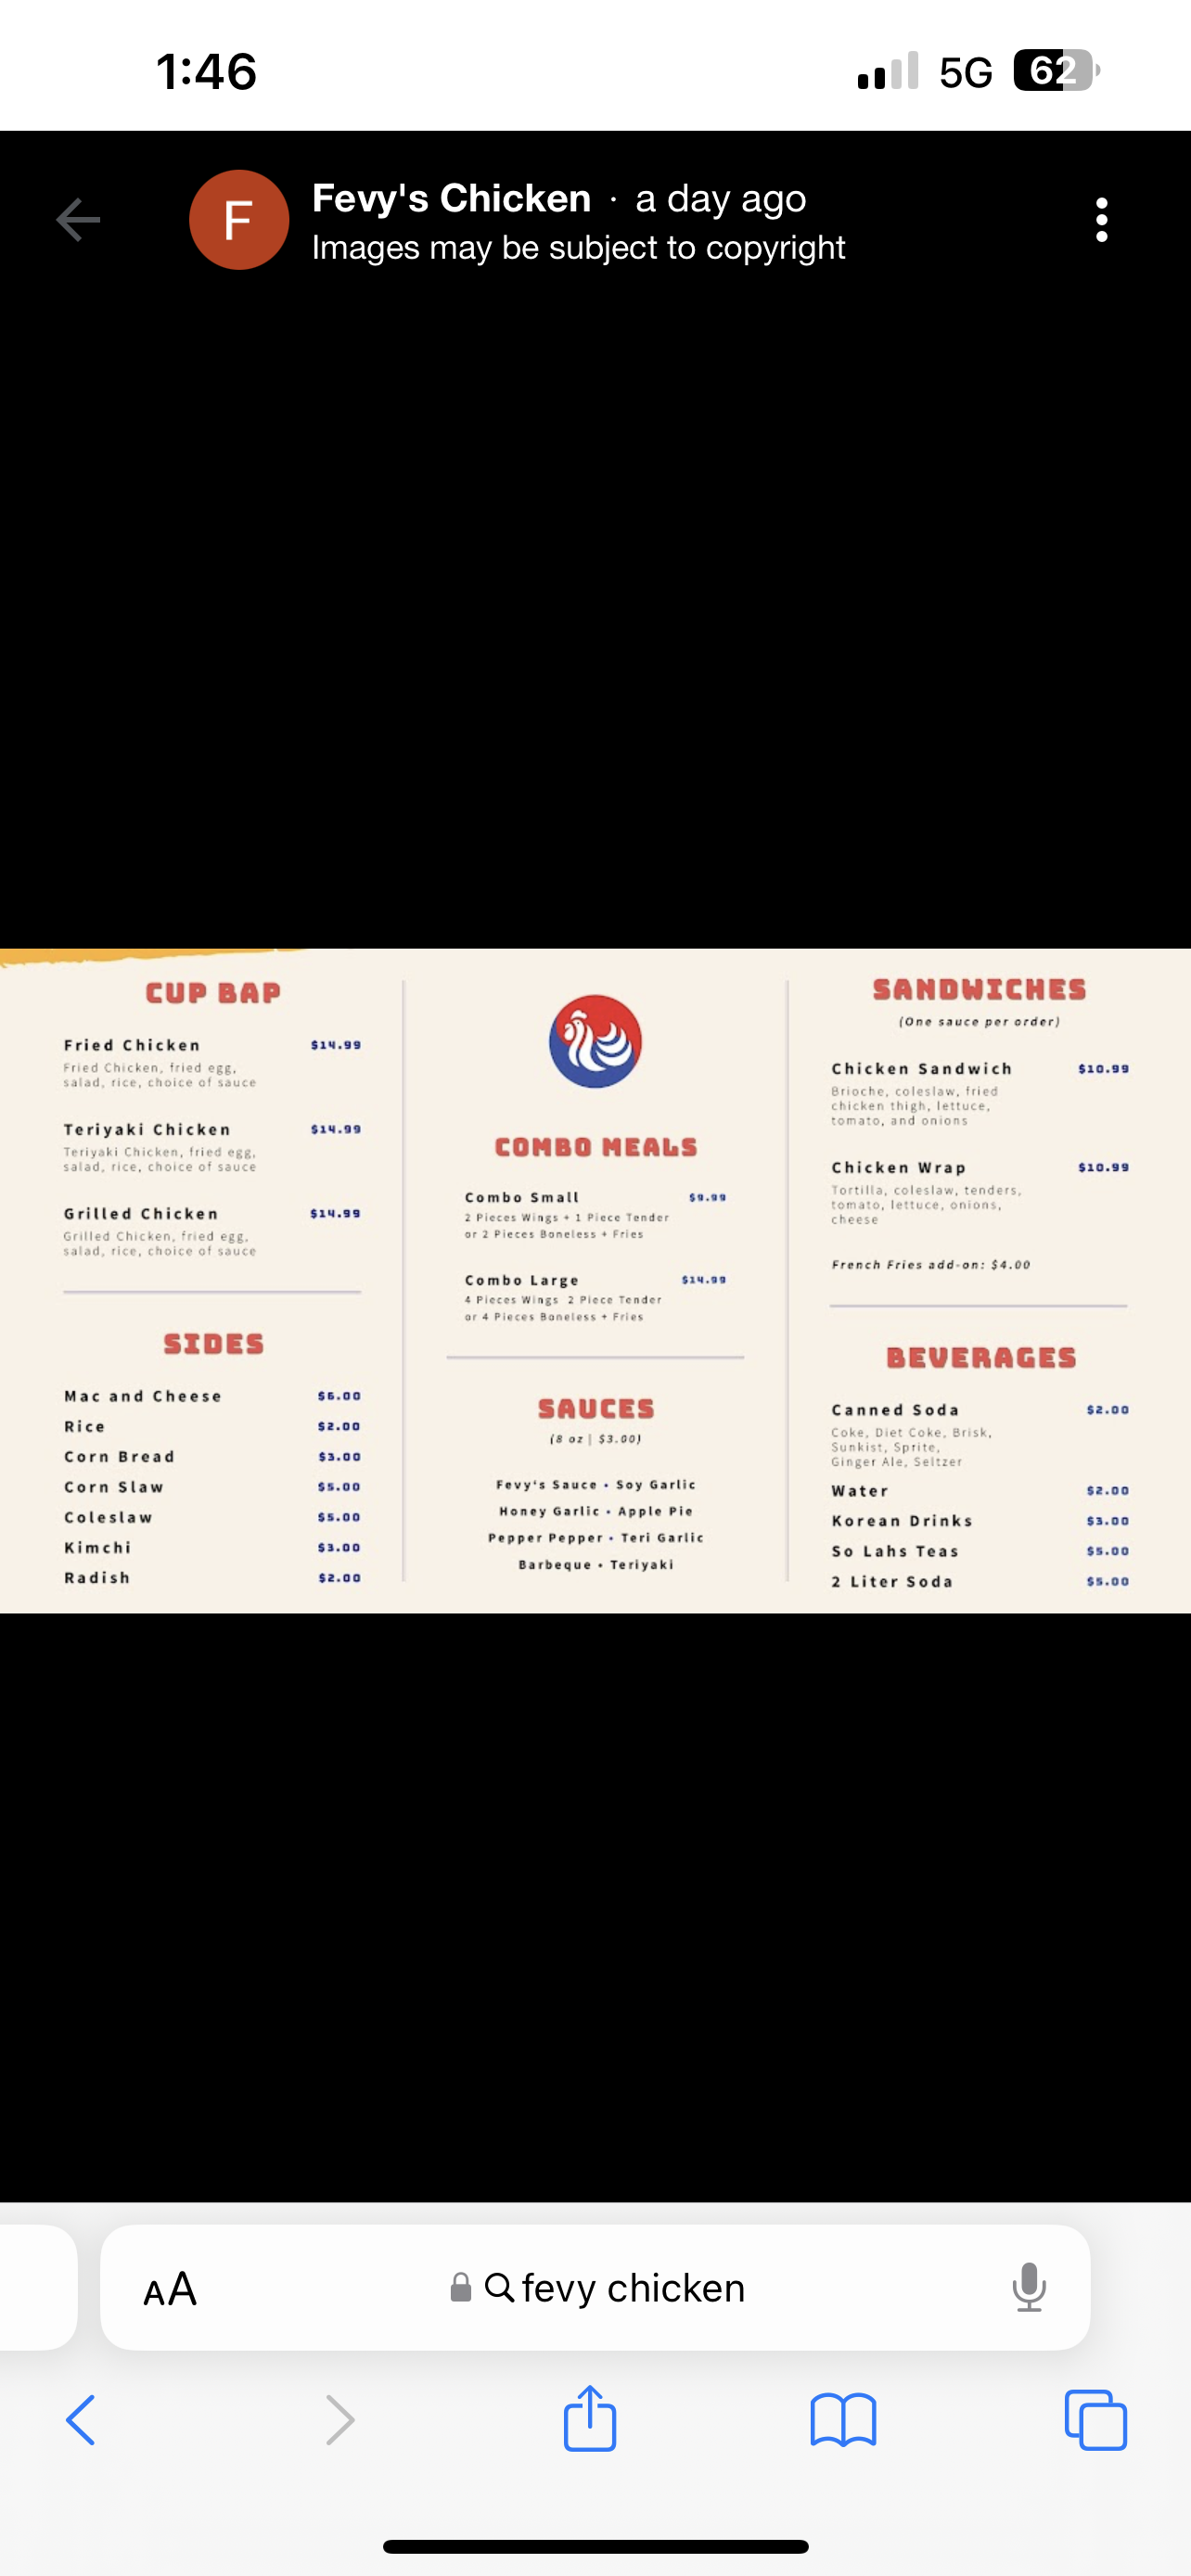 1:46
5G 62
F
Fevy's Chicken · a day ago
Images may be subject to copyright
CUP BAP
Fried Chicken $14.99
Fried Chicken, fried egg,
salad, rice, choice of sauce
Teriyaki Chicken $14.99
Teriyaki Chicken, fried egg,
salad, rice, choice of sauce
Grilled Chicken $14.99
Grilled Chicken, fried egg,
salad, rice, choice of sauce
SIDES
Mac and Cheese $6.00
Rice $2.00
Corn Bread $3.00
Corn Slaw $5.00
Coleslaw $5.00
Kimchi $3.00
Radish $2.00
COMBO MEALS
Combo Small $9.99
2 Pieces Wings + 1 Piece Tender
or 2 Pieces Boneless + Fries
Combo Large $14.99
4 Pieces Wings 2 Piece Tender
or 4 Pieces Boneless + Fries
SAUCES
(8 oz | $3.00)
Fevy's Sauce • Soy Garlic
Honey Garlic • Apple Pie
Pepper Pepper • Teri Garlic
Barbeque • Teriyaki
SANDWICHES
(One sauce per order)
Chicken Sandwich $10.99
Brioche, coleslaw, fried
chicken thigh, lettuce,
tomato, and onions
Chicken Wrap $10.99
Tortilla, coleslaw, tenders,
tomato, lettuce, onions,
cheese
French Fries add-on: $4.00
BEVERAGES
Canned Soda $2.00
Coke, Diet Coke, Brisk,
Sunkist, Sprite,
Ginger Ale, Seltzer
Water $2.00
Korean Drinks $3.00
So Lahs Teas $5.00
2 Liter Soda $5.00
AA fevy chicken